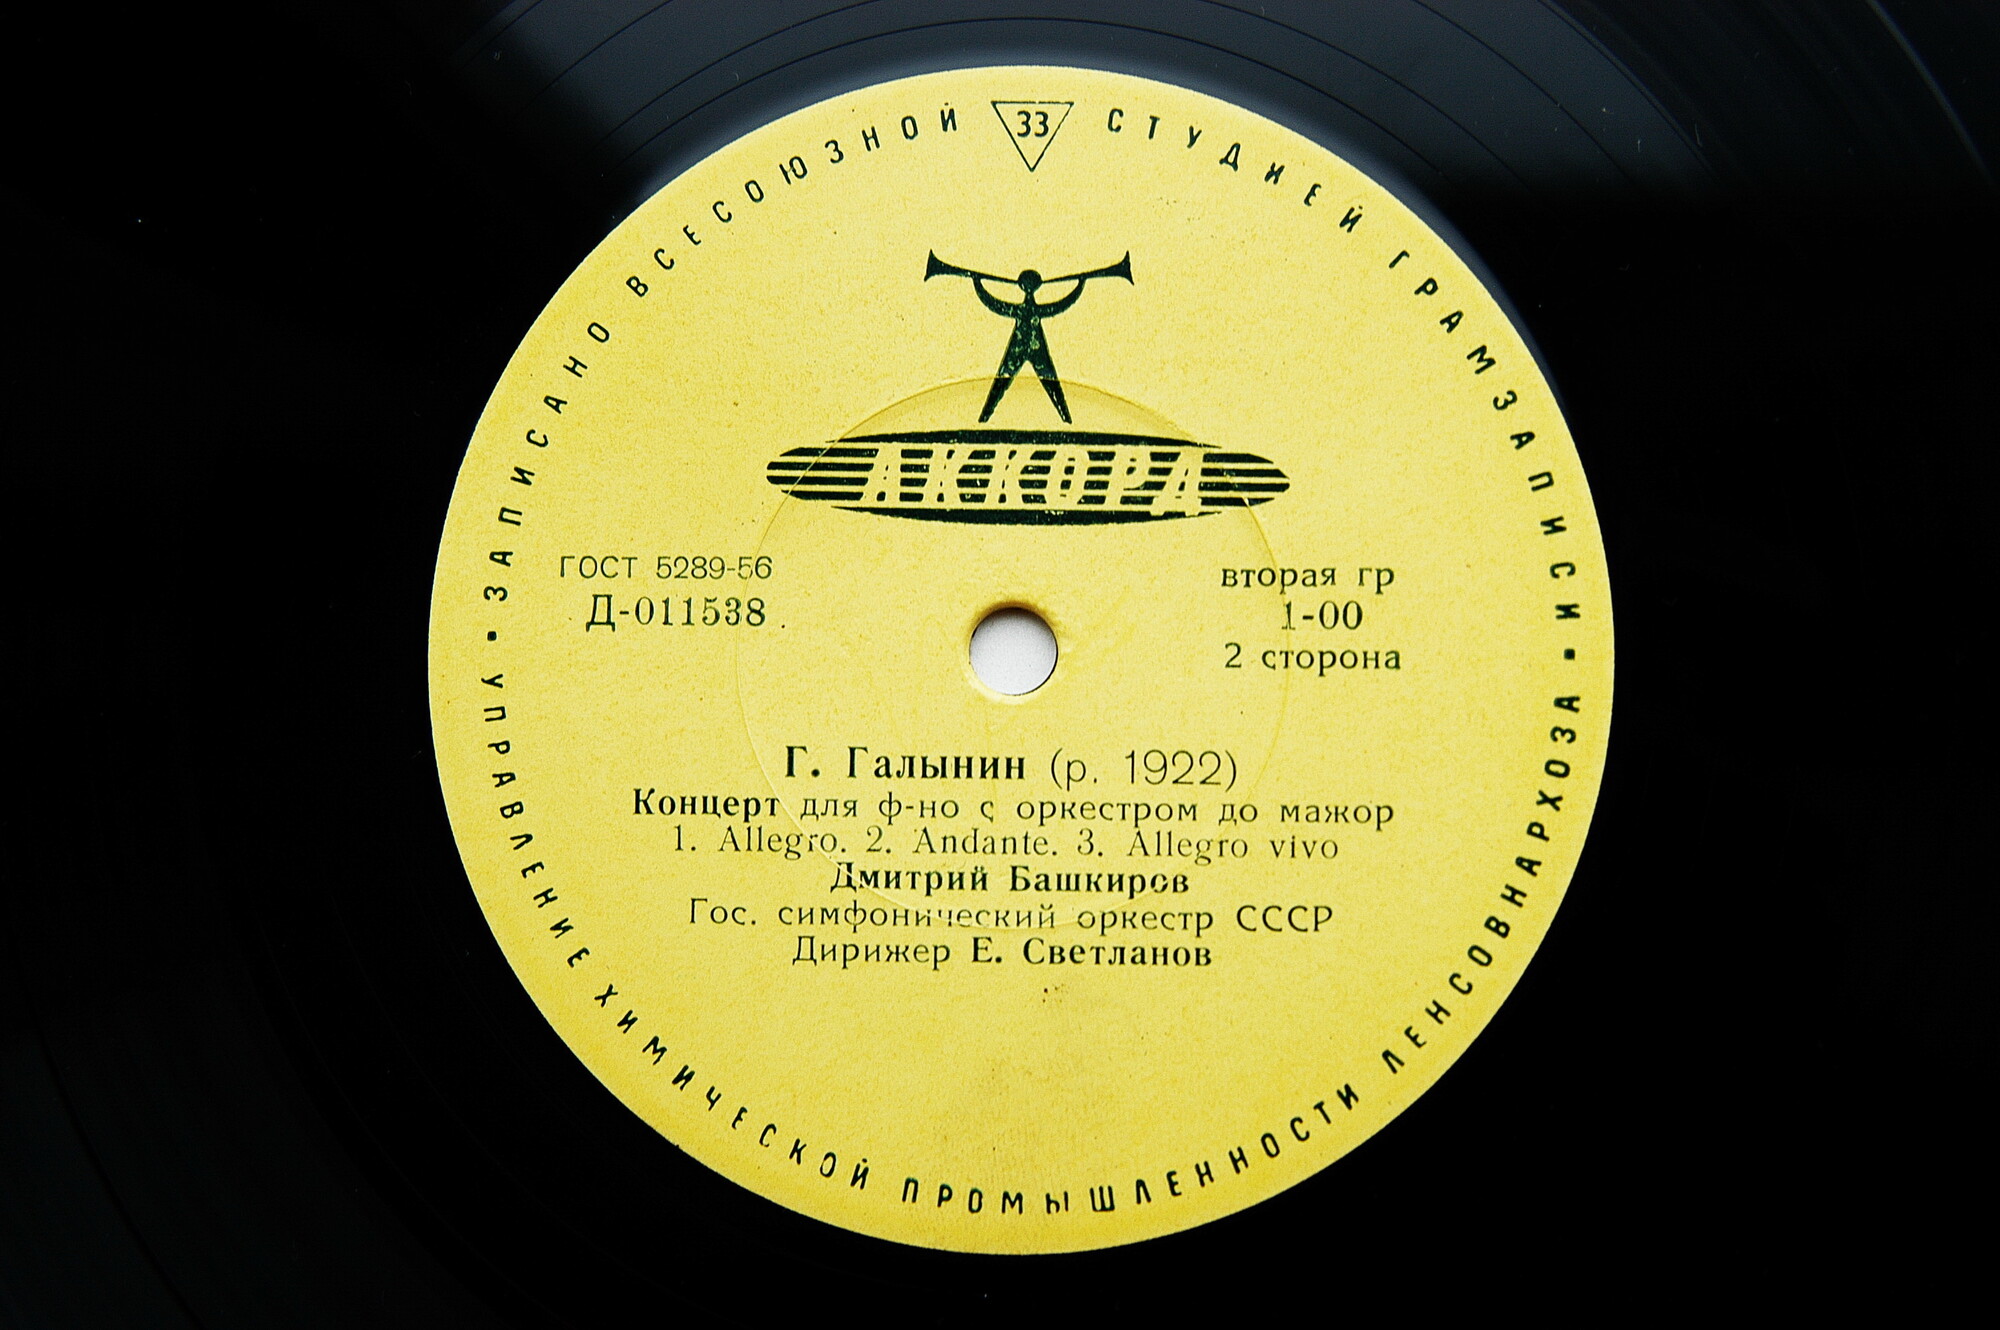 ЗАПИСАНО ВСЕСОЮЗНОЙ СТУДИЕЙ ГРАМЗАПИСИ
33
АККОРД
ГОСТ 5289-56
Д-011538
вторая гр
1-00
2 сторона
Г. Галынин (р. 1922)
Концерт для ф-но с оркестром до мажор
1. Allegro. 2. Andante. 3. Allegro vivo
Дмитрий Башкиров
Гос. симфонический оркестр СССР
Дирижер Е. Светланов
УПРАВЛЕНИЕ ХИМИЧЕСКОЙ ПРОМЫШЛЕННОСТИ ЛЕНСОВНАРХОЗА